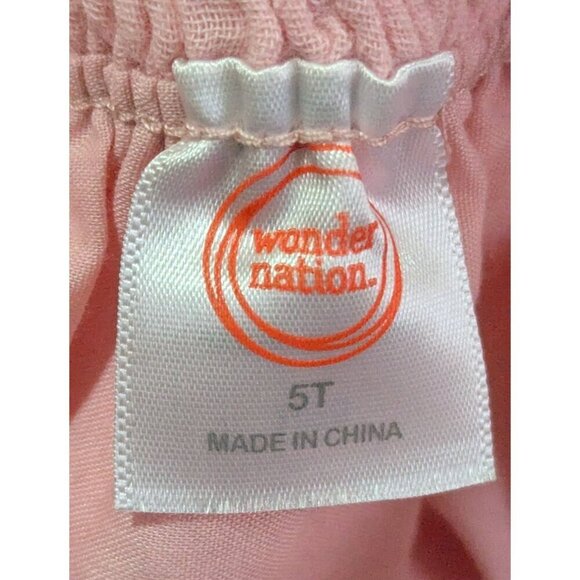 wonder
nation.
5T
MADE IN CHINA